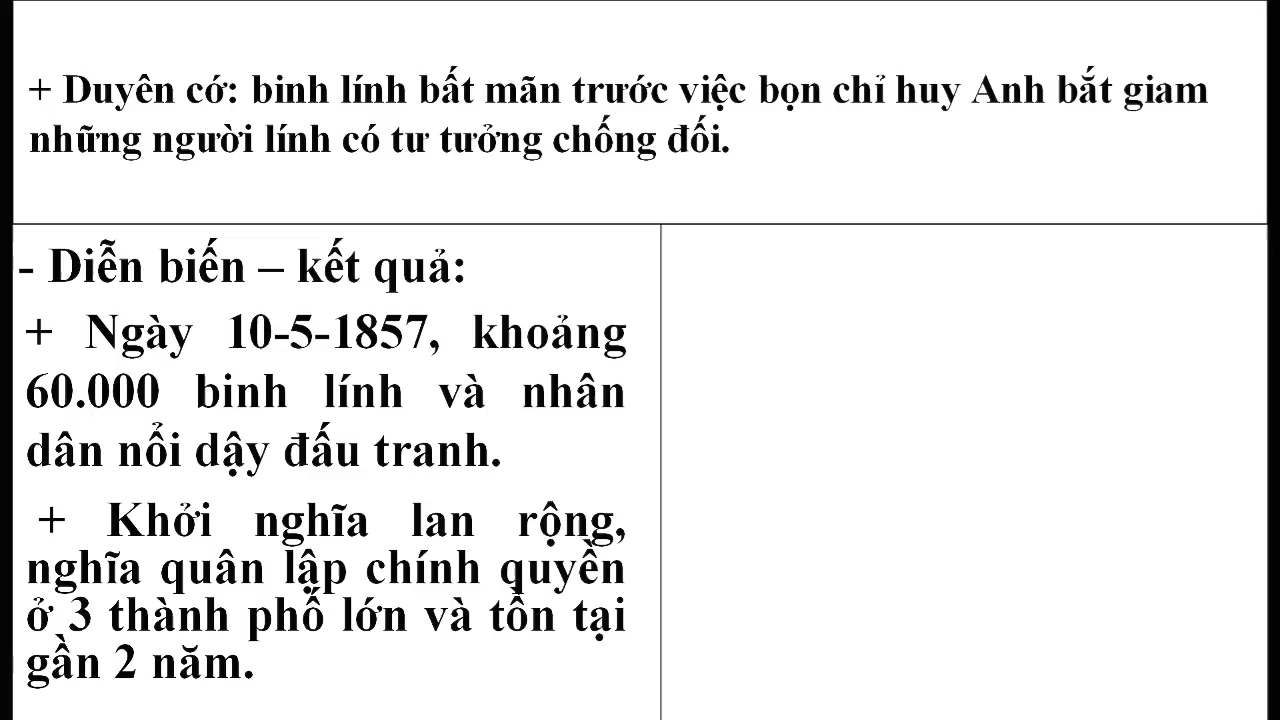 + Duyên cớ: binh lính bất mãn trước việc bọn chỉ huy Anh bắt giam
những người lính có tư tưởng chống đối.
- Diễn biến – kết quả:
+ Ngày 10-5-1857, khoảng
60.000 binh lính và nhân
dân nổi dậy đấu tranh.
+ Khởi nghĩa lan rộng,
nghĩa quân lập chính quyền
ở 3 thành phố lớn và tồn tại
gần 2 năm.